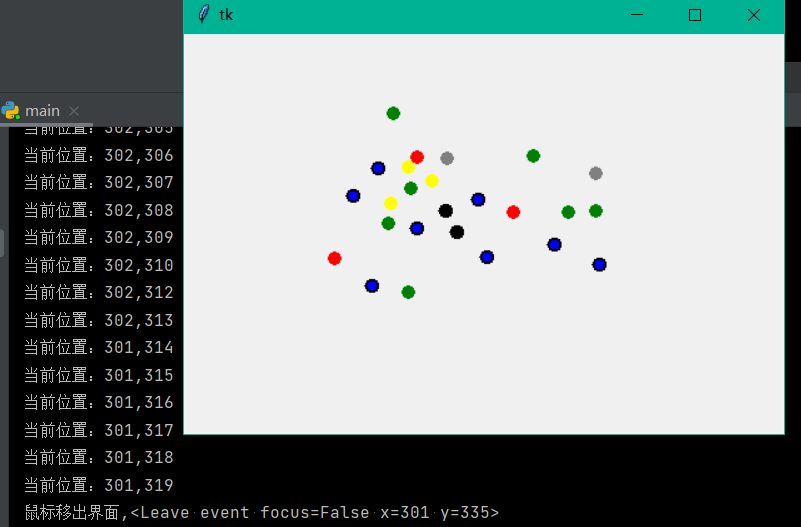 tk
main
当前位置：302,305
当前位置：302,306
当前位置：302,307
当前位置：302,308
当前位置：302,309
当前位置：302,310
当前位置：302,312
当前位置：302,313
当前位置：301,314
当前位置：301,315
当前位置：301,316
当前位置：301,317
当前位置：301,318
当前位置：301,319
鼠标移出界面,<Leave event focus=False x=301 y=335>